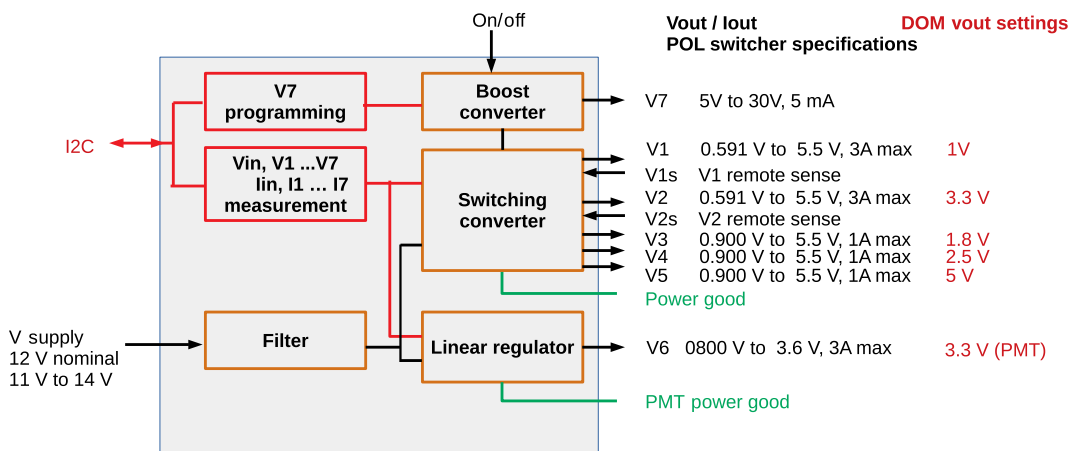 On/off
Vout / Iout
POL switcher specifications
DOM vout settings
V7
programming
Boost
converter
V7 5V to 30V, 5 mA
I2C
Vin, V1 ...V7
Iin, I1 ... I7
measurement
Switching
converter
V1 0.591 V to 5.5 V, 3A max 1V
V1s V1 remote sense
V2 0.591 V to 5.5 V, 3A max 3.3 V
V2s V2 remote sense
V3 0.900 V to 5.5 V, 1A max 1.8 V
V4 0.900 V to 5.5 V, 1A max 2.5 V
V5 0.900 V to 5.5 V, 1A max 5 V
Power good
V supply
12 V nominal
11 V to 14 V
Filter
Linear regulator
V6 0800 V to 3.6 V, 3A max 3.3 V (PMT)
PMT power good